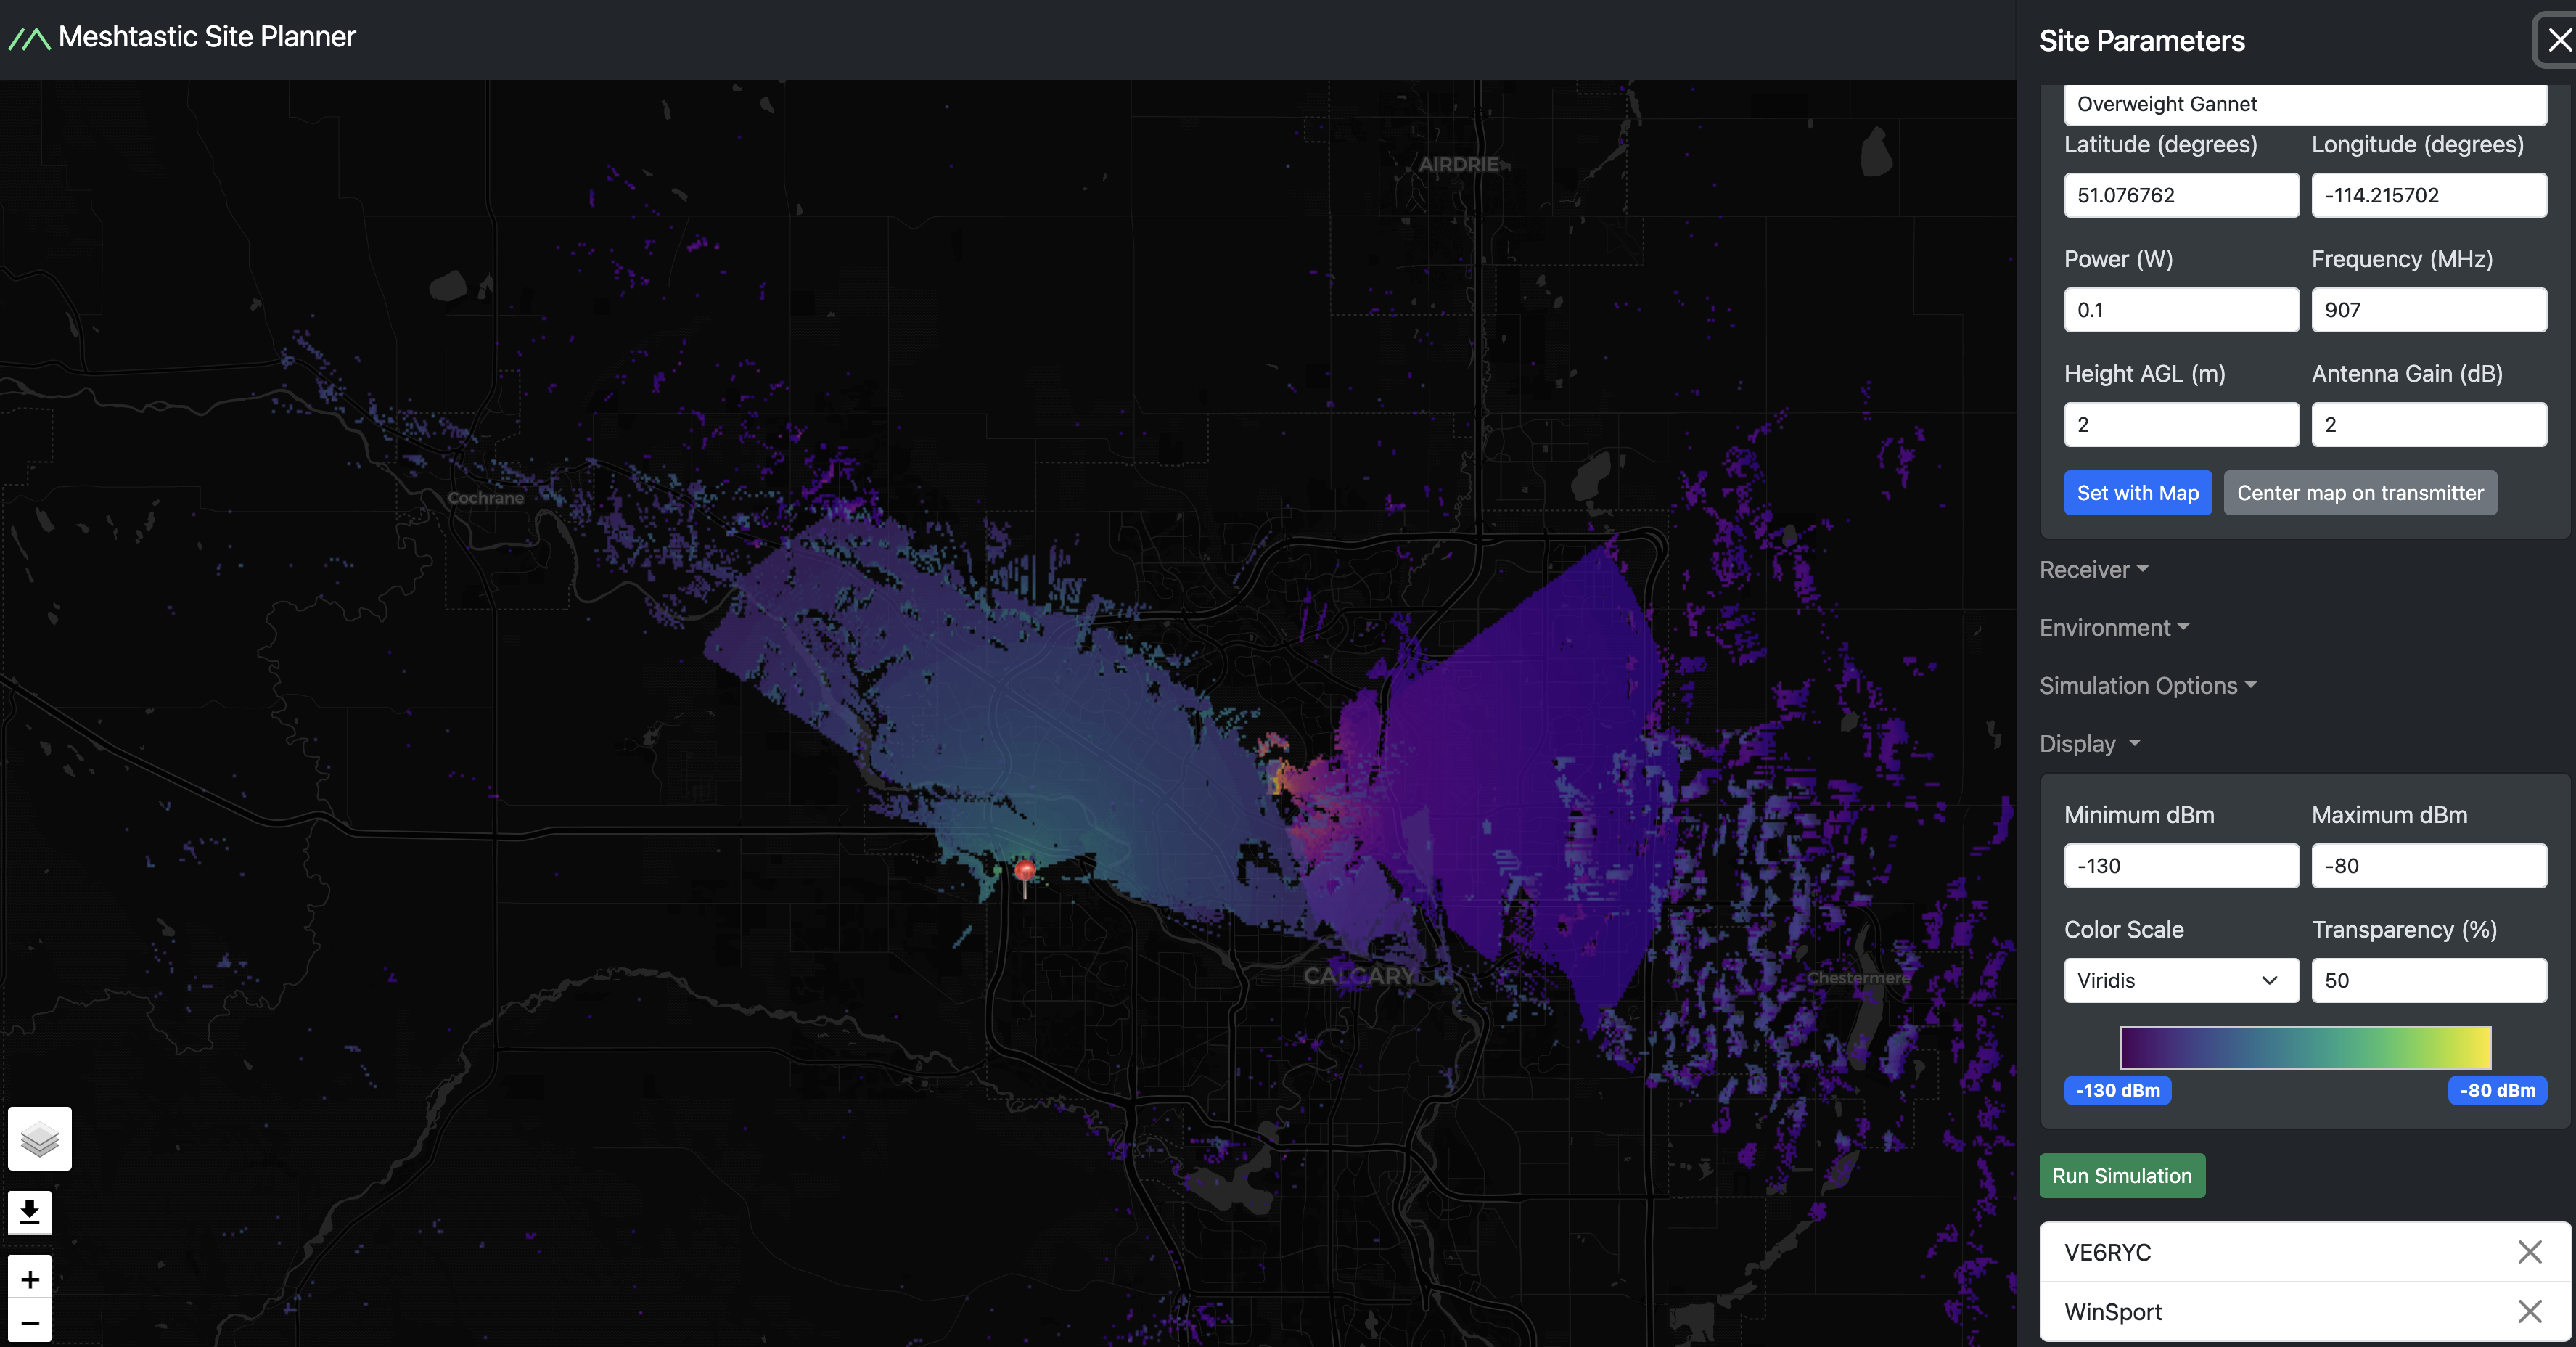 Meshtastic Site Planner
AIRDRIE
Cochrane
CALGARY
Chestermere
+
−
Site Parameters
Overweight Gannet
Latitude (degrees) Longitude (degrees)
51.076762 -114.215702
Power (W) Frequency (MHz)
0.1 907
Height AGL (m) Antenna Gain (dB)
2 2
Set with Map Center map on transmitter
Receiver
Environment
Simulation Options
Display
Minimum dBm Maximum dBm
-130 -80
Color Scale Transparency (%)
Viridis 50
-130 dBm -80 dBm
Run Simulation
VE6RYC
WinSport